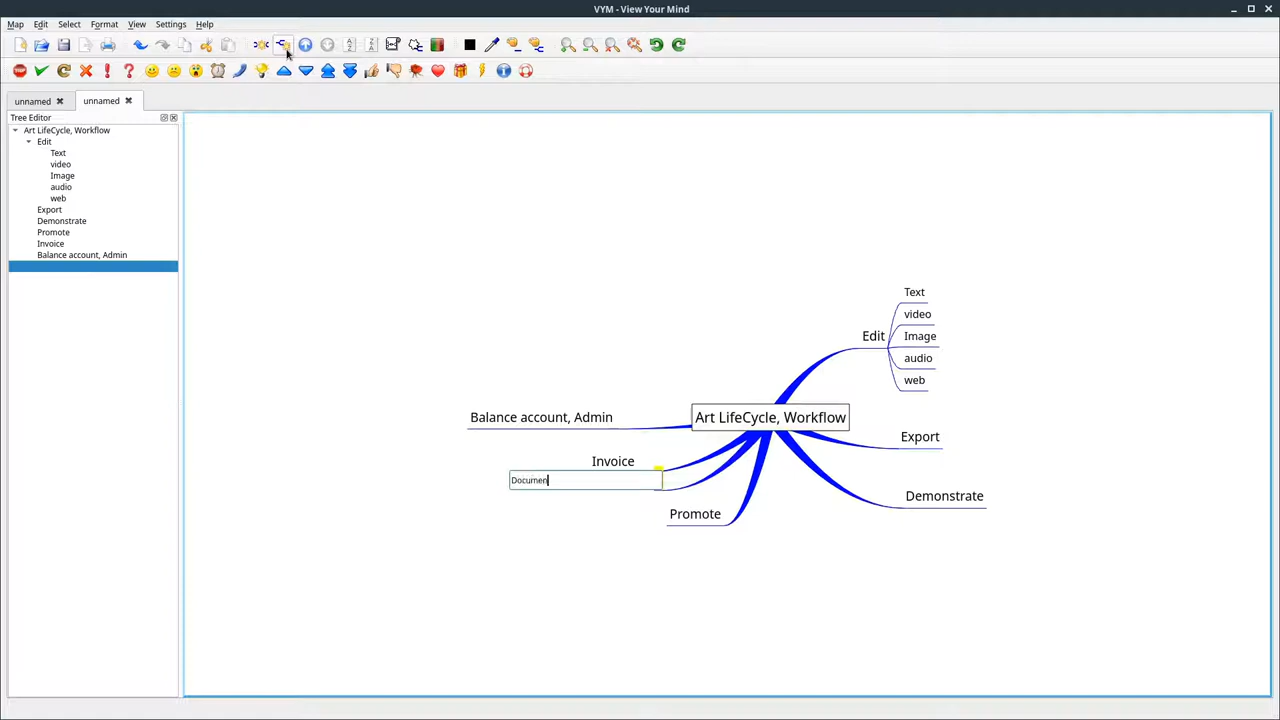 VYM - View Your Mind
Map Edit Select Format View Settings Help
unnamed unnamed
Tree Editor
Art LifeCycle, Workflow
Edit
Text
video
Image
audio
web
Export
Demonstrate
Promote
Invoice
Balance account, Admin
Text
video
Edit
Image
audio
web
Balance account, Admin
Art LifeCycle, Workflow
Export
Invoice
Documen
Demonstrate
Promote